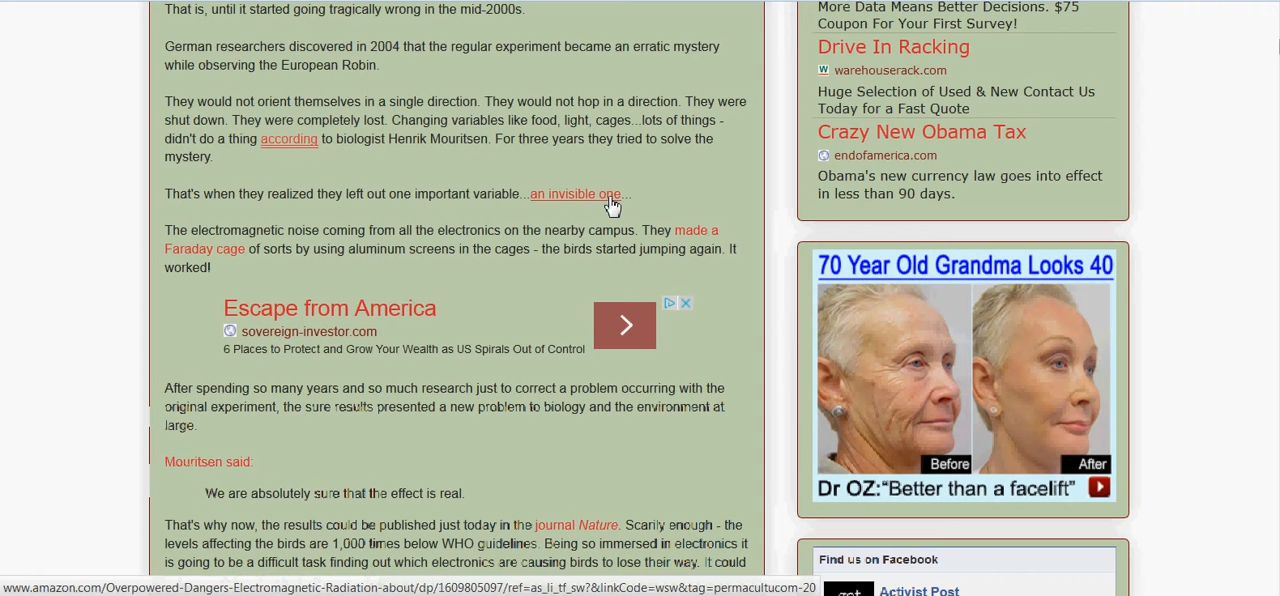 That is, until it started going tragically wrong in the mid-2000s.
German researchers discovered in 2004 that the regular experiment became an erratic mystery
while observing the European Robin.
They would not orient themselves in a single direction. They would not hop in a direction. They were
shut down. They were completely lost. Changing variables like food, light, cages...lots of things -
didn't do a thing according to biologist Henrik Mouritsen. For three years they tried to solve the
mystery.
That's when they realized they left out one important variable...an invisible one...
The electromagnetic noise coming from all the electronics on the nearby campus. They made a
Faraday cage of sorts by using aluminum screens in the cages - the birds started jumping again. It
worked!
Escape from America
sovereign-investor.com
6 Places to Protect and Grow Your Wealth as US Spirals Out of Control
After spending so many years and so much research just to correct a problem occurring with the
original experiment, the sure results presented a new problem to biology and the environment at
large.
Mouritsen said:
We are absolutely sure that the effect is real.
That's why now, the results could be published just today in the journal Nature. Scarily enough - the
levels affecting the birds are 1,000 times below WHO guidelines. Being so immersed in electronics it
is going to be a difficult task finding out which electronics are causing birds to lose their way. It could
www.amazon.com/Overpowered-Dangers-Electromagnetic-Radiation-about/dp/1609805097/ref=as_li_tf_sw?&linkCode=wsw&tag=permacultucom-20
More Data Means Better Decisions. $75
Coupon For Your First Survey!
Drive In Racking
W warehouserack.com
Huge Selection of Used & New Contact Us
Today for a Fast Quote
Crazy New Obama Tax
endofamerica.com
Obama's new currency law goes into effect
in less than 90 days.
70 Year Old Grandma Looks 40
Before
After
Dr OZ:"Better than a facelift"
Find us on Facebook
Activist Post